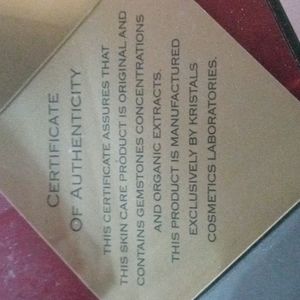 CERTIFICATE
OF AUTHENTICITY
THIS CERTIFICATE ASSURES THAT
THIS SKIN CARE PRODUCT IS ORIGINAL AND
CONTAINS GEMSTONES CONCENTRATIONS
AND ORGANIC EXTRACTS.
THIS PRODUCT IS MANUFACTURED
EXCLUSIVELY BY KRISTALS
COSMETICS LABORATORIES.